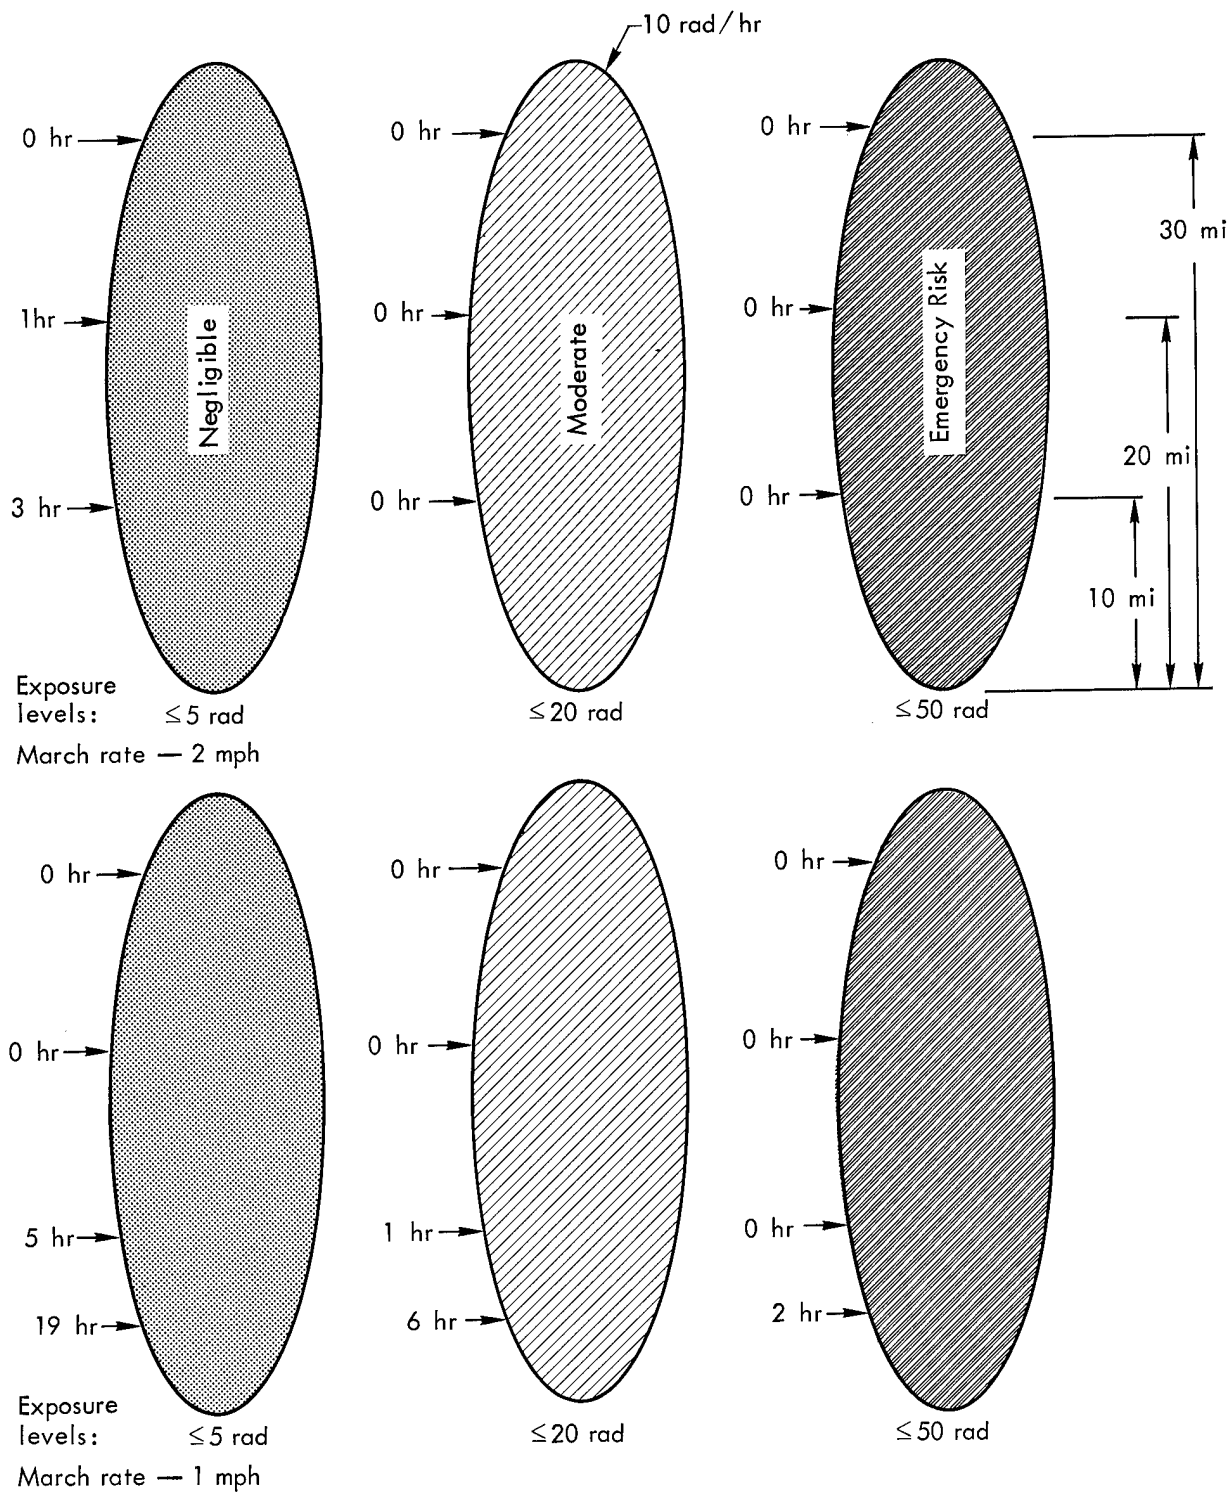 10 rad/hr
0 hr
0 hr
0 hr
30 mi
1hr
0 hr
0 hr
Negligible
Moderate
Emergency Risk
20 mi
3 hr
0 hr
0 hr
10 mi
Exposure
levels:
≤5 rad
≤20 rad
≤50 rad
March rate — 2 mph
0 hr
0 hr
0 hr
0 hr
0 hr
0 hr
5 hr
1 hr
0 hr
19 hr
6 hr
2 hr
Exposure
levels:
≤5 rad
≤20 rad
≤50 rad
March rate — 1 mph